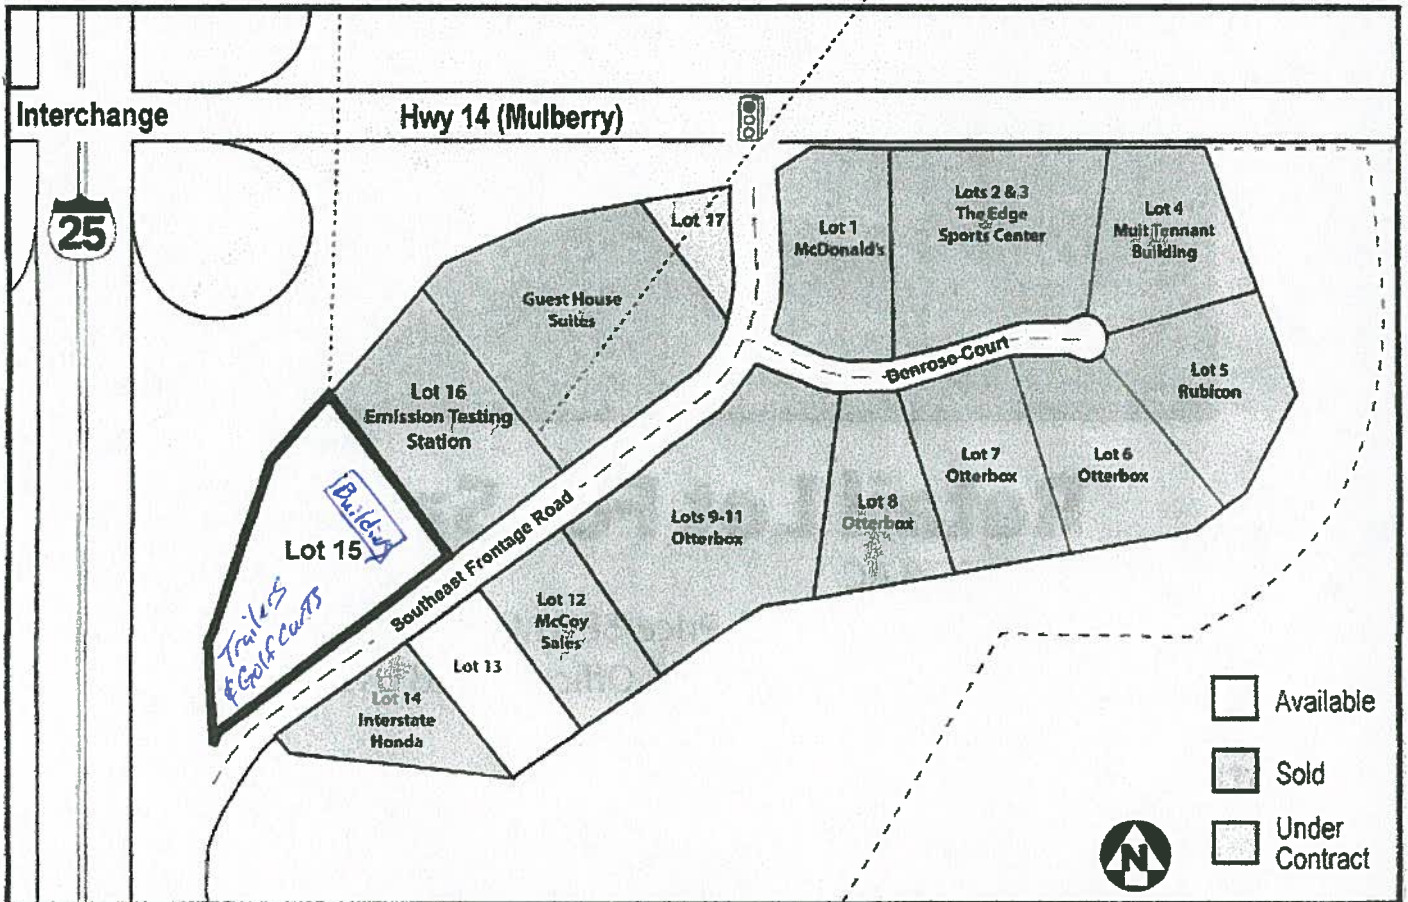 Interchange
Hwy 14 (Mulberry)
25
Lot 17
Lot 1
McDonald's
Lots 2 & 3
The Edge
Sports Center
Lot 4
Muit Tennant
Building
Guest House
Suites
Denrose Court
Lot 5
Rubicon
Lot 16
Emission Testing
Station
Lot 7
Otterbox
Lot 6
Otterbox
Lot 8
Otterbox
Lots 9-11
Otterbox
Building
Lot 15
Southeast Frontage Road
Trailers
& Golf Carts
Lot 12
McCoy
Sales
Lot 13
Lot 14
Interstate
Honda
Available
Sold
Under
Contract
N